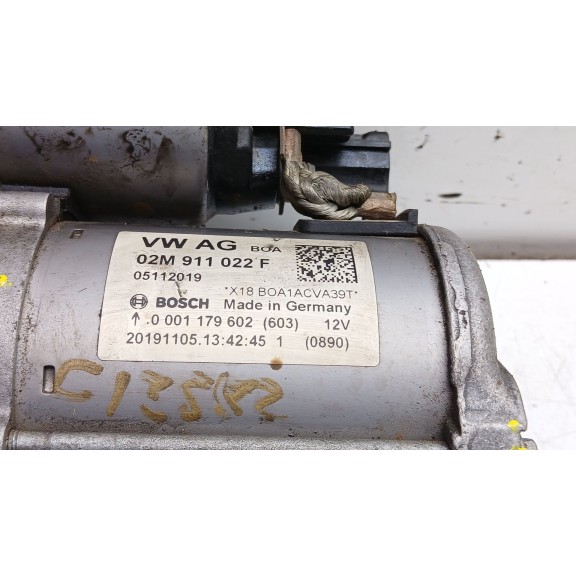 VW AG BOA
02M 911 022 F
05112019 *X18 BOA1ACVA39T*
BOSCH Made in Germany
↑ .0 001 179 602 (603) 12V
20191105.13:42:45 1 (0890)